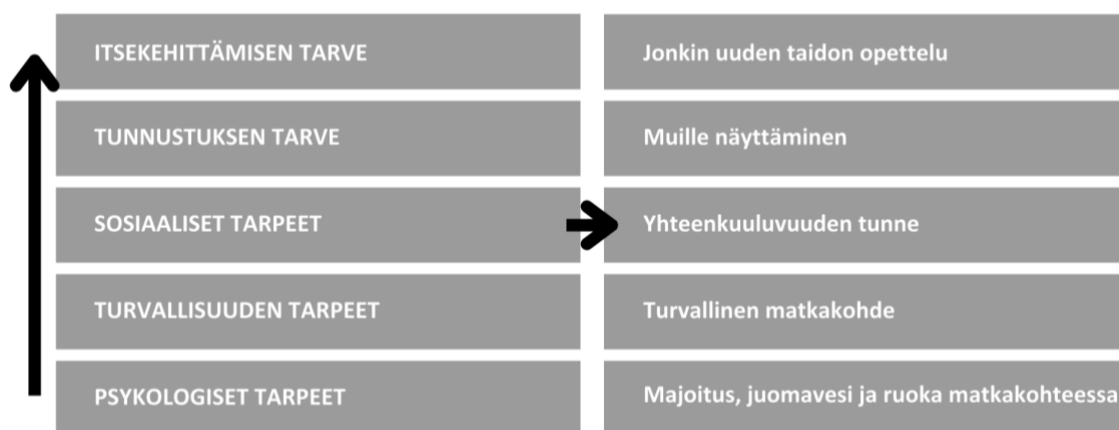 ITSEKEHITTÄMISEN TARVE
Jonkin uuden taidon opettelu
TUNNUSTUKSEN TARVE
Muille näyttäminen
SOSIAALISET TARPEET
Yhteenkuuluvuuden tunne
TURVALLISUUDEN TARPEET
Turvallinen matkakohde
PSYKOLOGISET TARPEET
Majoitus, juomavesi ja ruoka matkakohteessa